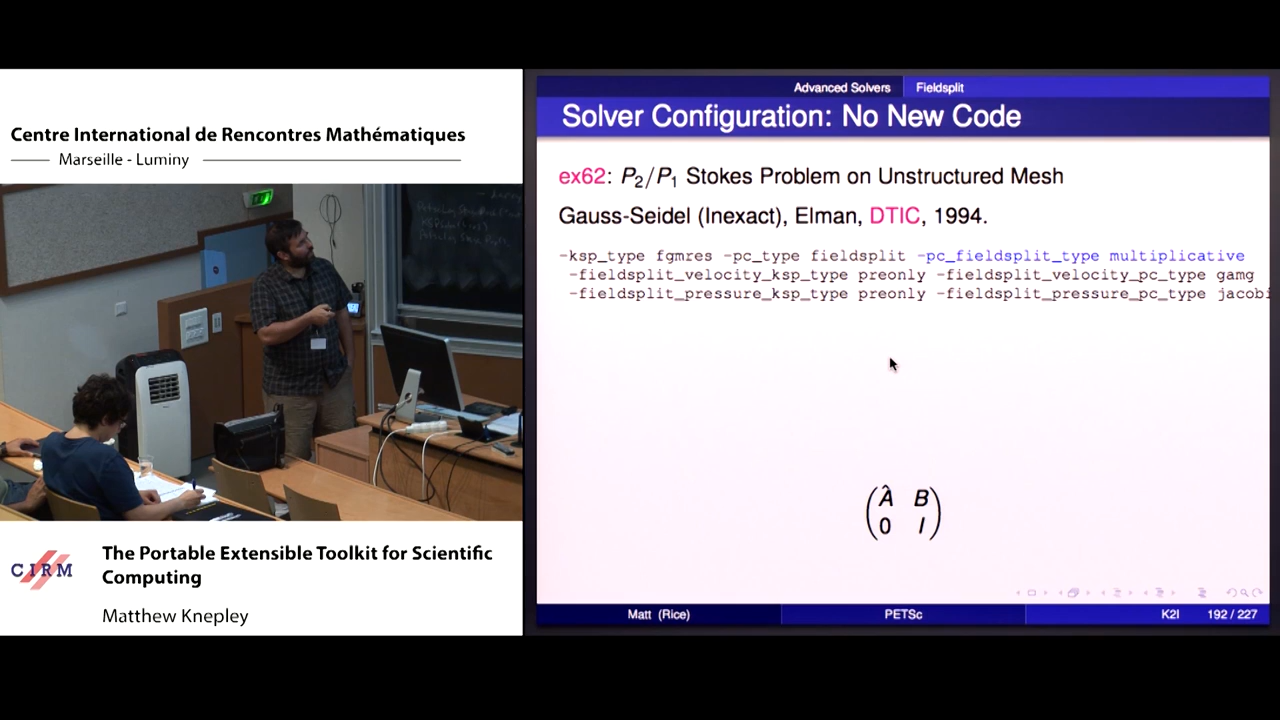 Centre International de Rencontres Mathématiques
Marseille - Luminy
CIRM
The Portable Extensible Toolkit for Scientific
Computing
Matthew Knepley
Advanced Solvers Fieldsplit
Solver Configuration: No New Code
ex62: P₂/P₁ Stokes Problem on Unstructured Mesh
Gauss-Seidel (Inexact), Elman, DTIC, 1994.
-ksp_type fgmres -pc_type fieldsplit -pc_fieldsplit_type multiplicative
-fieldsplit_velocity_ksp_type preonly -fieldsplit_velocity_pc_type gamg
-fieldsplit_pressure_ksp_type preonly -fieldsplit_pressure_pc_type jacobi
Â B
0 I
Matt (Rice) PETSc K2I 192 / 227